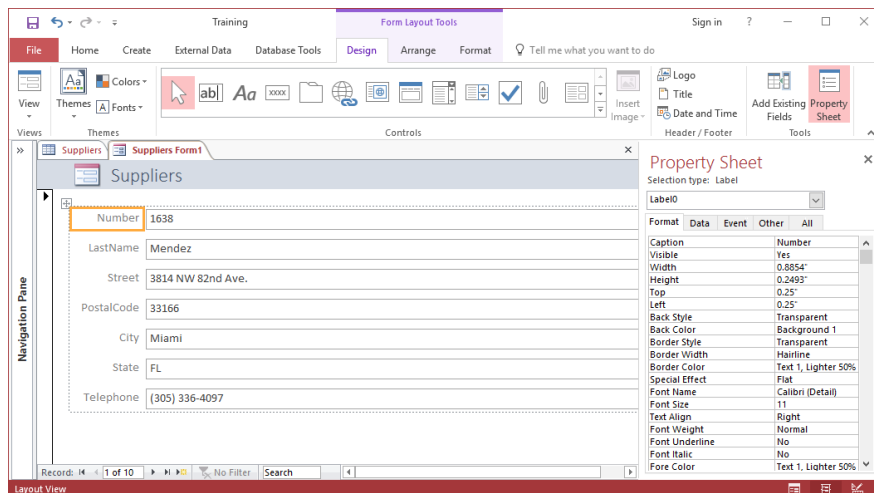 Training Form Layout Tools Sign in ?
File Home Create External Data Database Tools Design Arrange Format Tell me what you want to do
View
Themes
Aa
Colors
A Fonts
ab| Aa xxxx
Insert Image
Logo
Title
Date and Time
Add Existing Fields
Property Sheet
Views Themes Controls Header / Footer Tools
» Suppliers Suppliers Form1 ×
Suppliers
Number 1638
LastName Mendez
Street 3814 NW 82nd Ave.
PostalCode 33166
City Miami
State FL
Telephone (305) 336-4097
Navigation Pane
Record: 1 of 10 No Filter Search
Property Sheet ×
Selection type: Label
Label0
Format Data Event Other All
Caption Number
Visible Yes
Width 0.8854"
Height 0.2493"
Top 0.25"
Left 0.25"
Back Style Transparent
Back Color Background 1
Border Style Transparent
Border Width Hairline
Border Color Text 1, Lighter 50%
Special Effect Flat
Font Name Calibri (Detail)
Font Size 11
Text Align Right
Font Weight Normal
Font Underline No
Font Italic No
Fore Color Text 1, Lighter 50%
Layout View